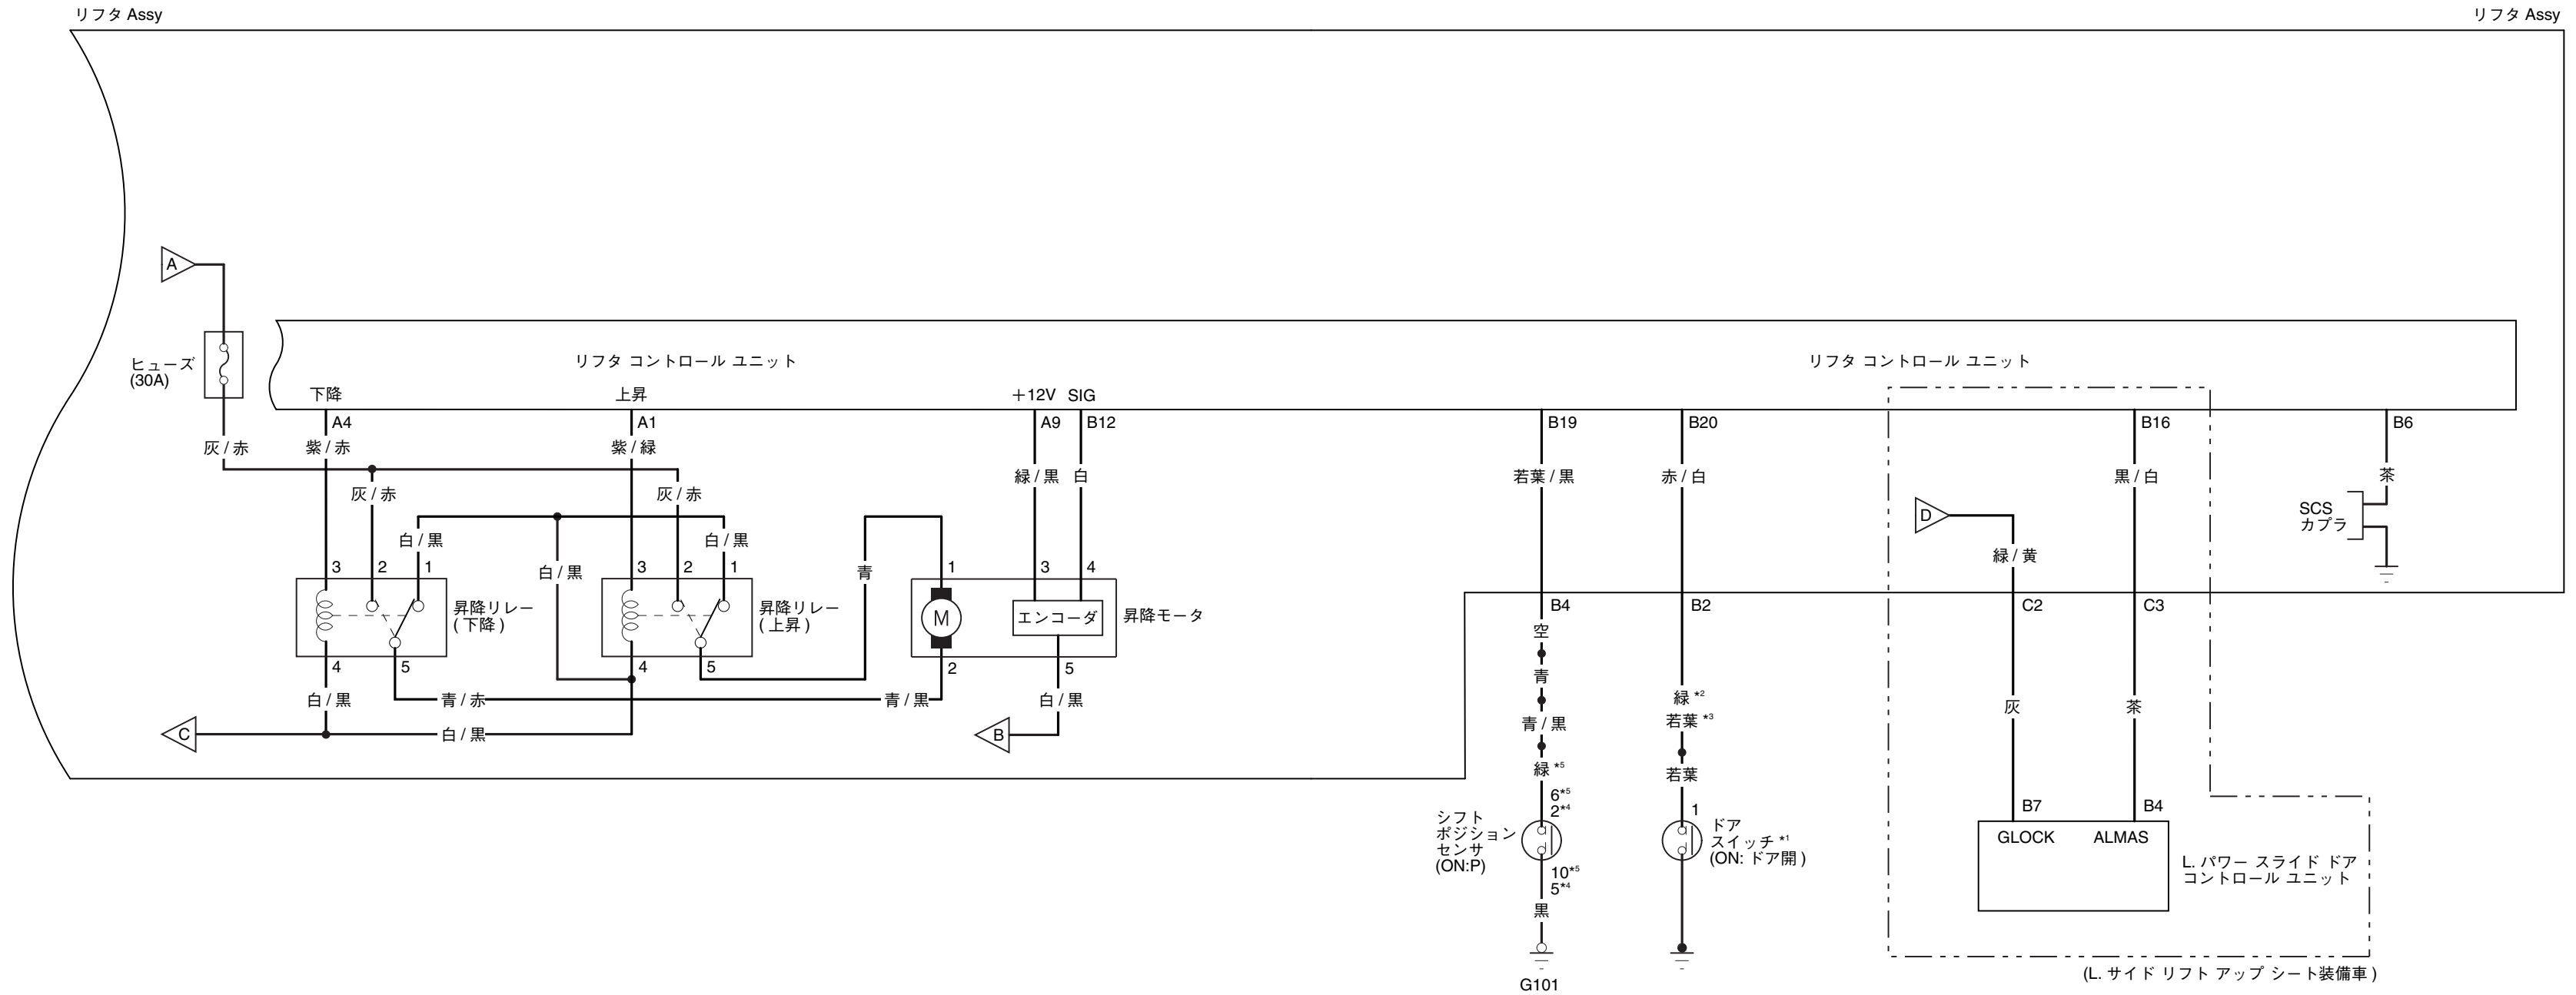 リフタ Assy
リフタ Assy
A
ヒューズ
(30A)
リフタ コントロール ユニット
リフタ コントロール ユニット
下降
上昇
＋12V SIG
A4
A1
A9
B12
B19
B20
B16
B6
灰 / 赤
紫 / 赤
紫 / 緑
緑 / 黒
白
若葉 / 黒
赤 / 白
黒 / 白
茶
灰 / 赤
灰 / 赤
SCS
カプラ
D
白 / 黒
白 / 黒
緑 / 黄
白 / 黒
青
3 2 1
3 2 1
1
3 4
昇降リレー
( 下降 )
昇降リレー
( 上昇 )
M
エンコーダ
昇降モータ
B4
B2
C2
C3
4 5
4 5
2
5
空
青
白 / 黒
青 / 赤
青 / 黒
白 / 黒
緑 *2
若葉 *3
灰
茶
C
白 / 黒
B
青 / 黒
緑 *5
若葉
6*5
2*4
1
B7
B4
シフト
ポジション
センサ
(ON:P)
ドア
スイッチ *1
(ON: ドア開 )
GLOCK
ALMAS
L. パワー スライド ドア
コントロール ユニット
10*5
5*4
黒
G101
(L. サイド リフト アップ シート装備車 )